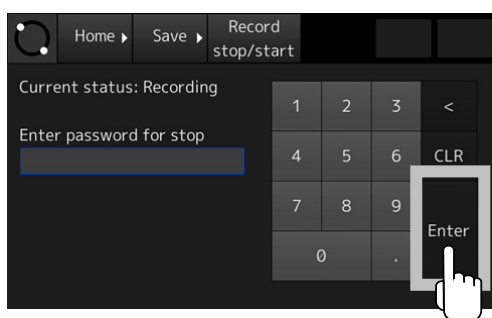 Home
Save
Record
stop/start
Current status: Recording
Enter password for stop
1 2 3 <
4 5 6 CLR
7 8 9
Enter
0 .